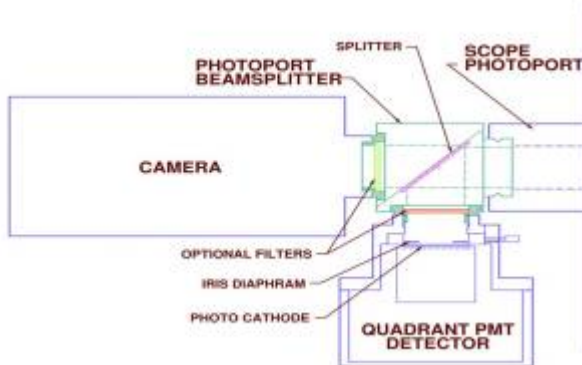 SPLITTER
SCOPE
PHOTOPORT
PHOTOPORT
BEAMSPLITTER
CAMERA
OPTIONAL FILTERS
IRIS DIAPHRAM
PHOTO CATHODE
QUADRANT PMT
DETECTOR